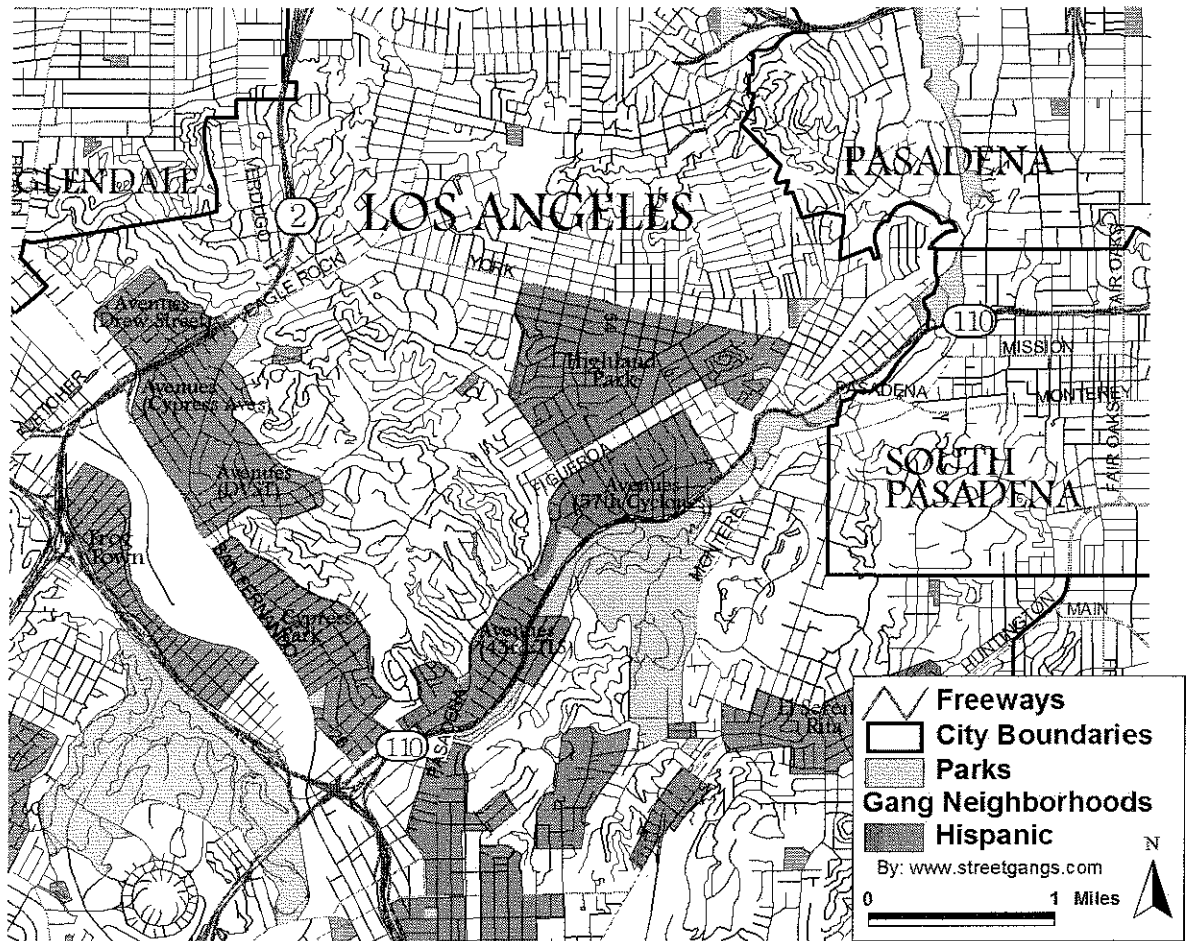 PASADENA
GLENDALE
VERDUGO
2
LOS ANGELES
YORK
EAGLE ROCK
FAIR OAKS
Avenues
Drew Street
110
MISSION
Highland
Park
PASADENA
MONTEREY
Avenues
(Cypress Aves)
FLETCHER
FIGUEROA
SOUTH
PASADENA
FAIR OAKS
Avenues
Avenues
(57th/Cyclopes)
MONTEREY
Frog
Town
SAN FERNANDO
Cypress
Park
Avenues
HUNTINGTON
MAIN
El Sereno
Rita
110
PASADENA
Freeways
City Boundaries
Parks
Gang Neighborhoods
Hispanic
By: www.streetgangs.com
N
0 1 Miles